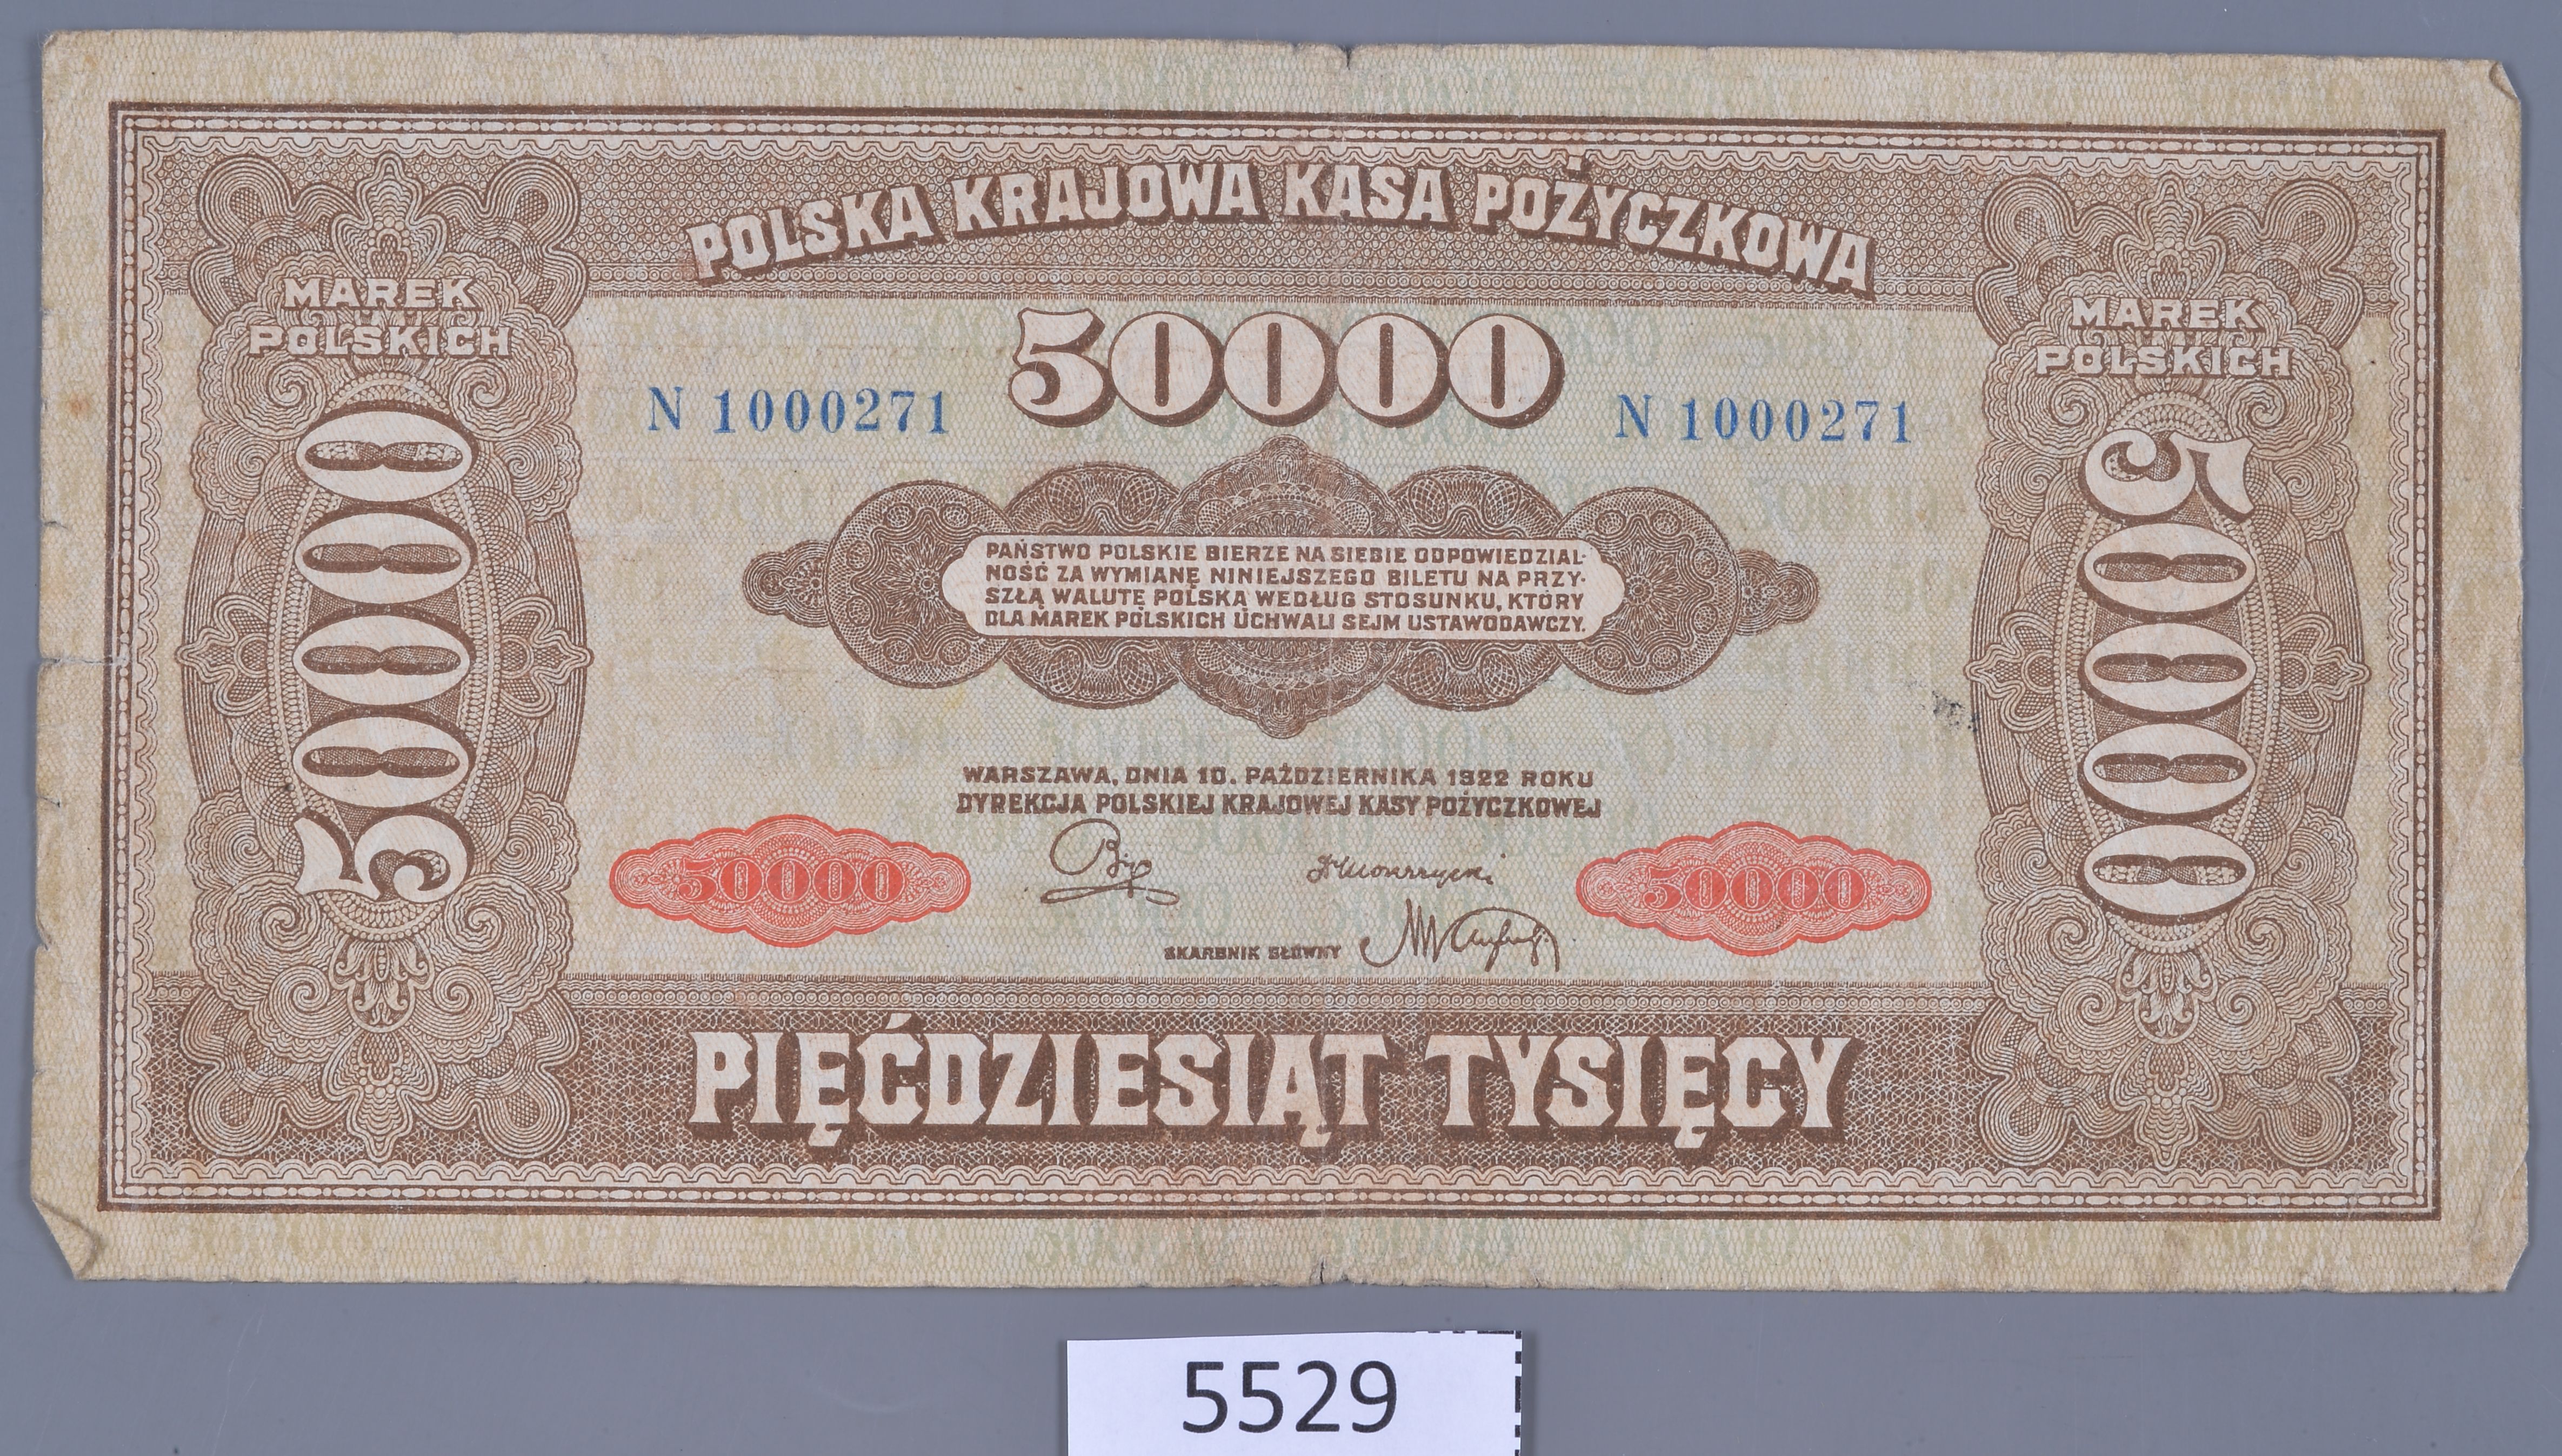 POLSKA KRAJOWA KASA POŻYCZKOWA
MAREK
POLSKICH
MAREK
POLSKICH
50000
N 1000271
N 1000271
50000
50000
PAŃSTWO POLSKIE BIERZE NA SIEBIE ODPOWIEDZIAL-
NOŚĆ ZA WYMIANĘ NINIEJSZEGO BILETU NA PRZY-
SZŁĄ WALUTĘ POLSKĄ WEDŁUG STOSUNKU, KTÓRY
DLA MAREK POLSKICH UCHWALI SEJM USTAWODAWCZY.
WARSZAWA, DNIA 10. PAŹDZIERNIKA 1922 ROKU
DYREKCJA POLSKIEJ KRAJOWEJ KASY POŻYCZKOWEJ
50000
50000
SKARBNIK GŁÓWNY
PIĘĆDZIESIĄT TYSIĘCY
5529